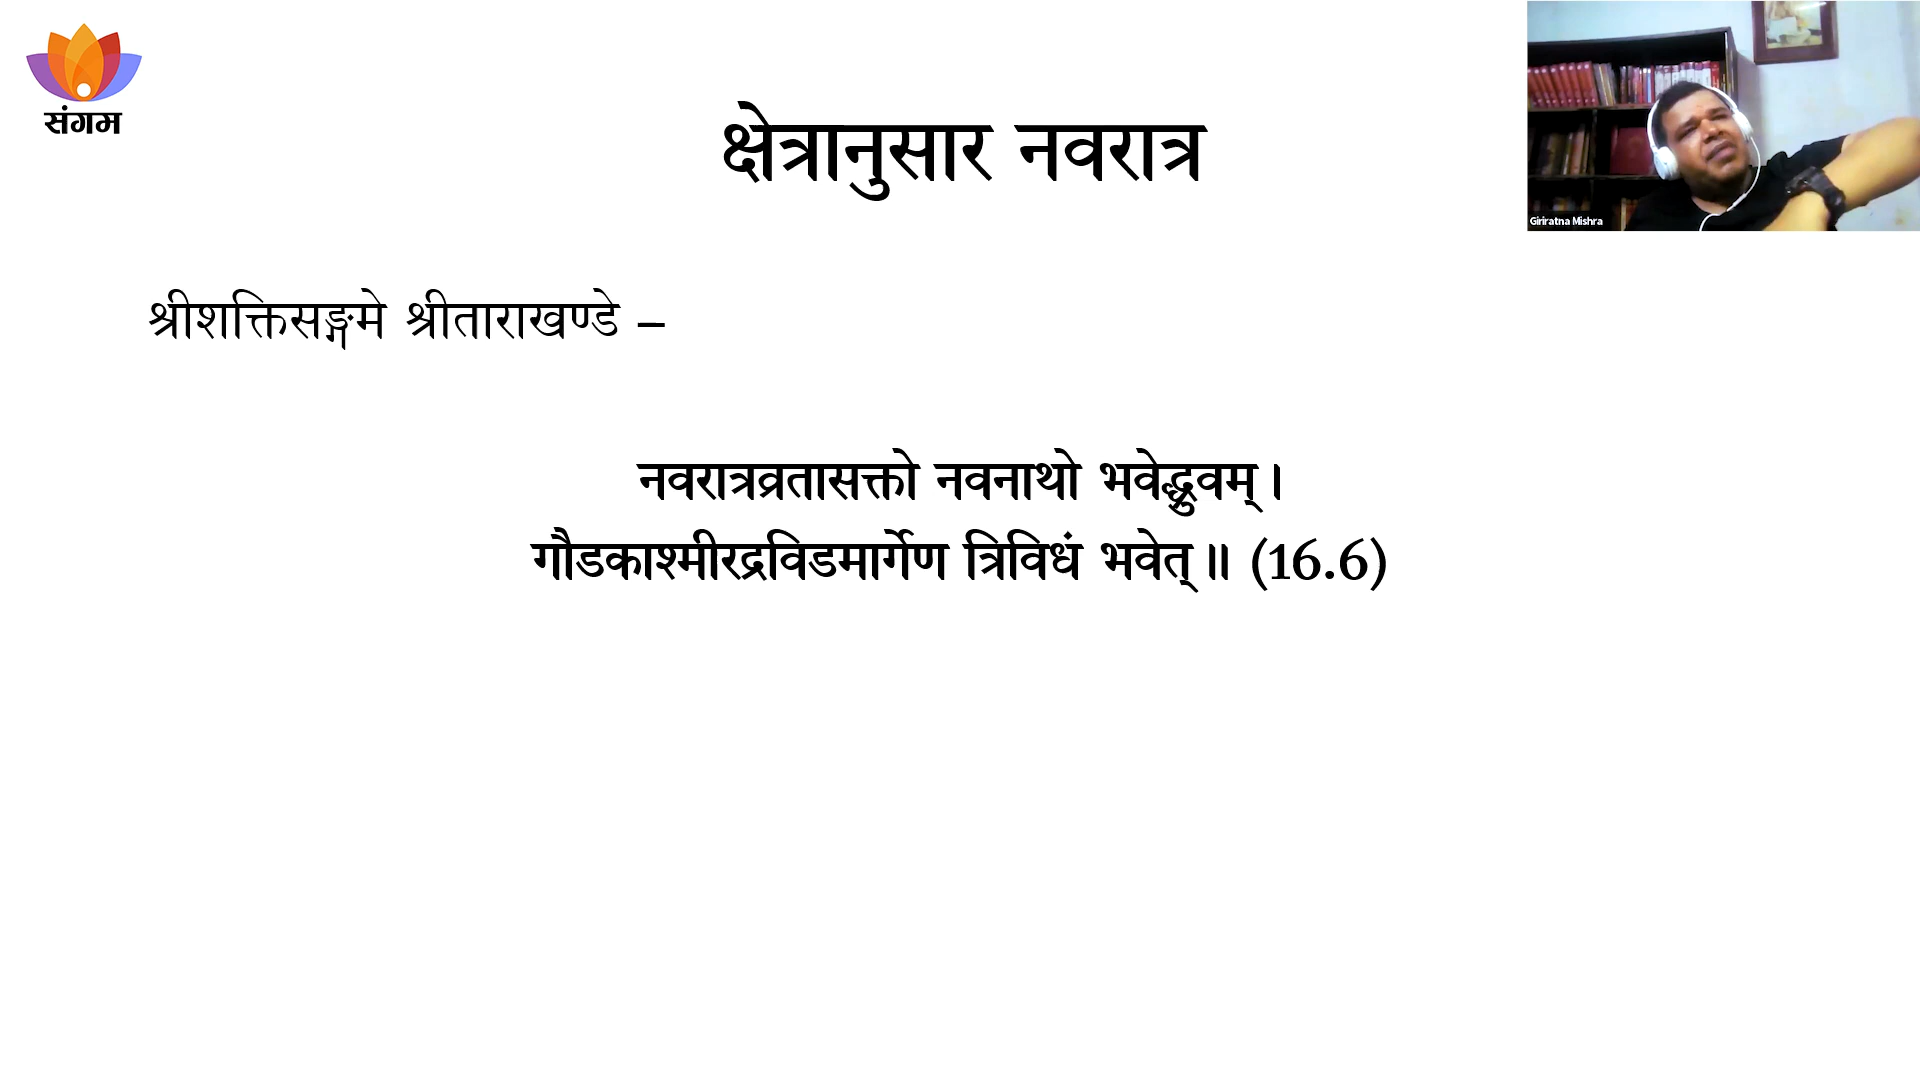 संगम
क्षेत्रानुसार नवरात्र
Giriratna Mishra
श्रीशक्तिसङ्गमे श्रीताराखण्डे –
नवरात्रव्रतासक्तो नवनाथो भवेद्ध्रुवम् ।
गौडकाश्मीरद्रविडमार्गेण त्रिविधं भवेत् ॥ (16.6)